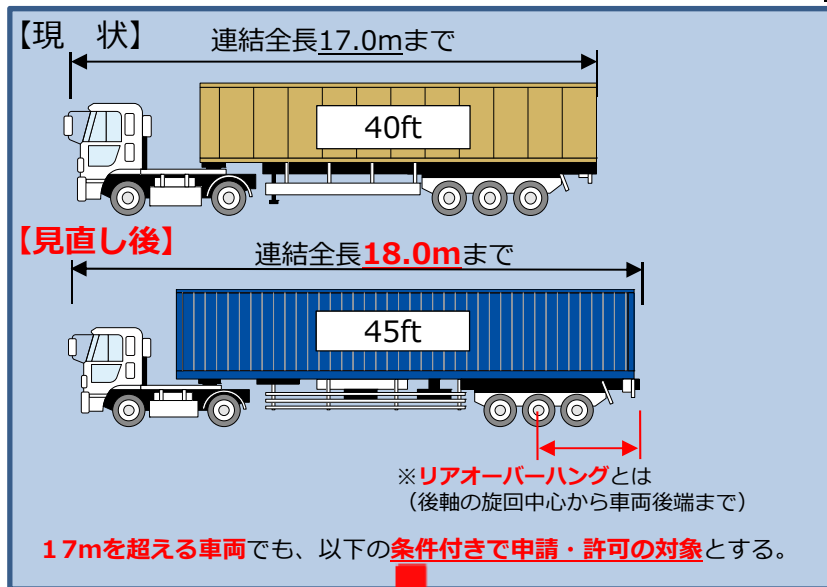 【現　状】
連結全長17.0mまで
40ft
【見直し後】
連結全長18.0mまで
45ft
※リアオーバーハングとは
（後軸の旋回中心から車両後端まで）
17mを超える車両でも、以下の条件付きで申請・許可の対象とする。